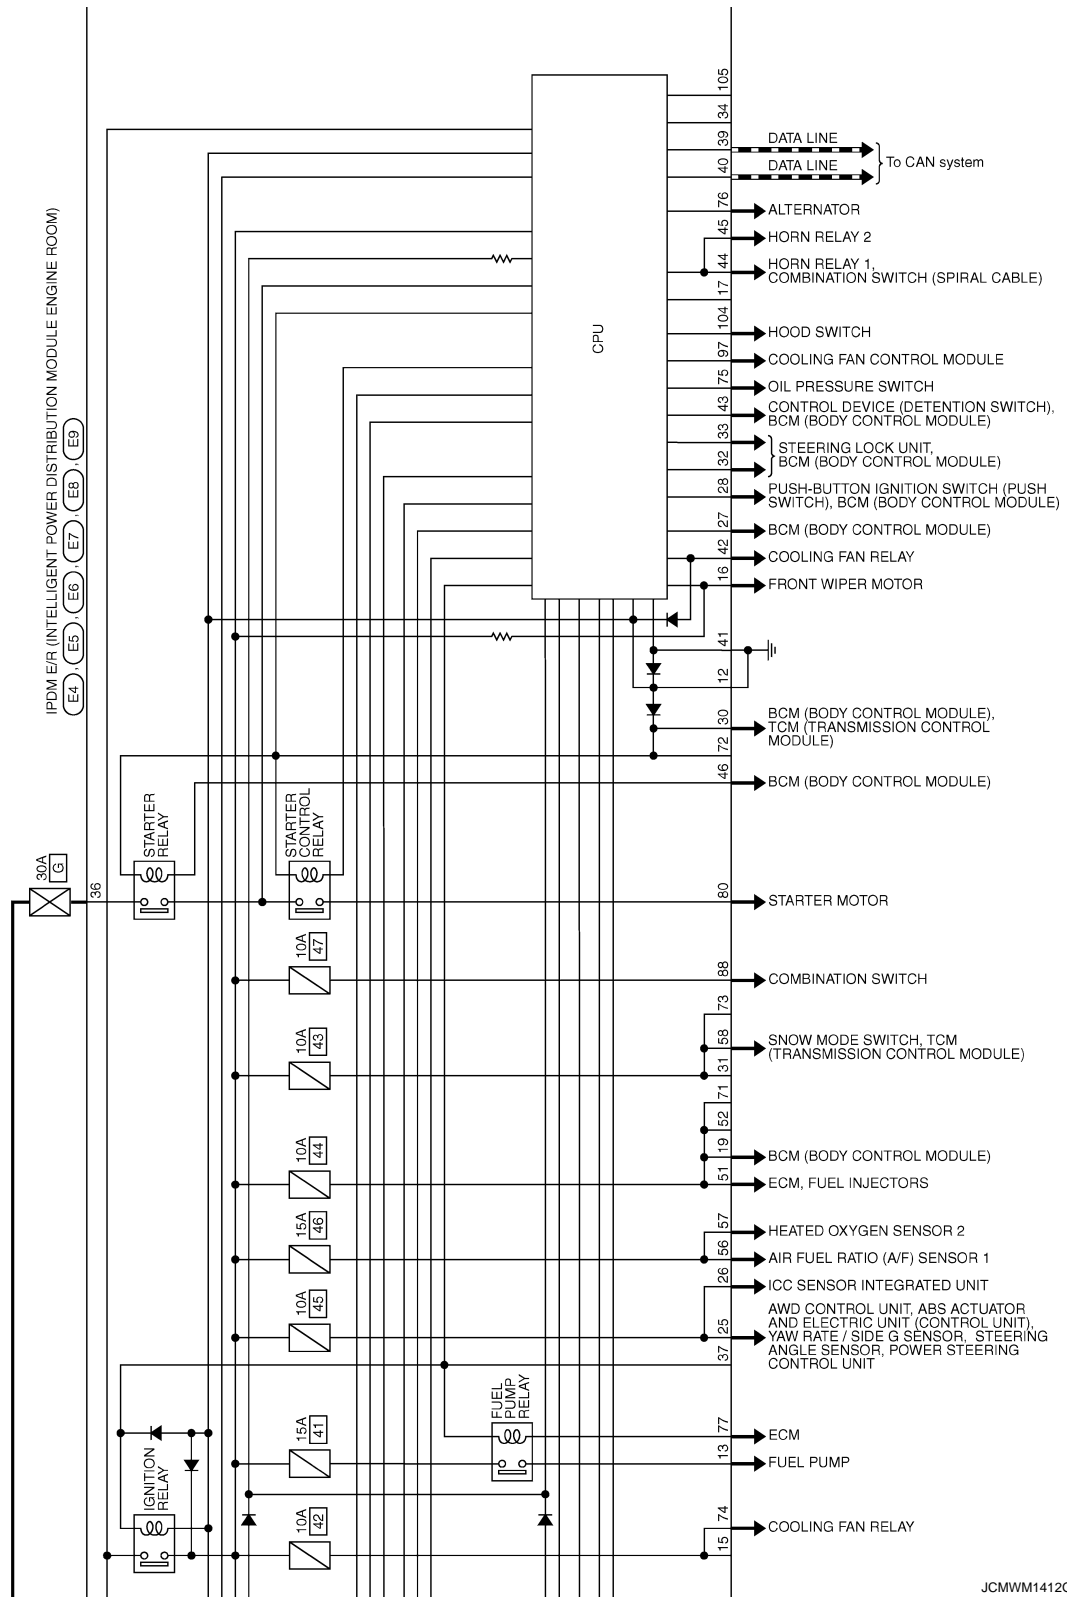 105
34
39
DATA LINE
40
DATA LINE
To CAN system
76
ALTERNATOR
45
HORN RELAY 2
44
HORN RELAY 1,
COMBINATION SWITCH (SPIRAL CABLE)
17
104
HOOD SWITCH
97
COOLING FAN CONTROL MODULE
75
OIL PRESSURE SWITCH
43
CONTROL DEVICE (DETENTION SWITCH),
BCM (BODY CONTROL MODULE)
33
32
STEERING LOCK UNIT,
BCM (BODY CONTROL MODULE)
28
PUSH-BUTTON IGNITION SWITCH (PUSH
SWITCH), BCM (BODY CONTROL MODULE)
27
BCM (BODY CONTROL MODULE)
42
COOLING FAN RELAY
16
FRONT WIPER MOTOR
CPU
IPDM E/R (INTELLIGENT POWER DISTRIBUTION MODULE ENGINE ROOM)
E4 , E5 , E6 , E7 , E8 , E9
41
12
30
BCM (BODY CONTROL MODULE),
TCM (TRANSMISSION CONTROL
MODULE)
72
46
BCM (BODY CONTROL MODULE)
STARTER
RELAY
STARTER
CONTROL
RELAY
30A
G
36
80
STARTER MOTOR
10A
47
88
COMBINATION SWITCH
10A
43
73
58
31
SNOW MODE SWITCH, TCM
(TRANSMISSION CONTROL MODULE)
10A
44
71
52
19
BCM (BODY CONTROL MODULE)
51
ECM, FUEL INJECTORS
15A
46
57
HEATED OXYGEN SENSOR 2
56
AIR FUEL RATIO (A/F) SENSOR 1
10A
45
26
ICC SENSOR INTEGRATED UNIT
25
AWD CONTROL UNIT, ABS ACTUATOR
AND ELECTRIC UNIT (CONTROL UNIT),
YAW RATE / SIDE G SENSOR, STEERING
ANGLE SENSOR, POWER STEERING
CONTROL UNIT
37
FUEL
PUMP
RELAY
15A
41
77
ECM
13
FUEL PUMP
IGNITION
RELAY
10A
42
74
COOLING FAN RELAY
15